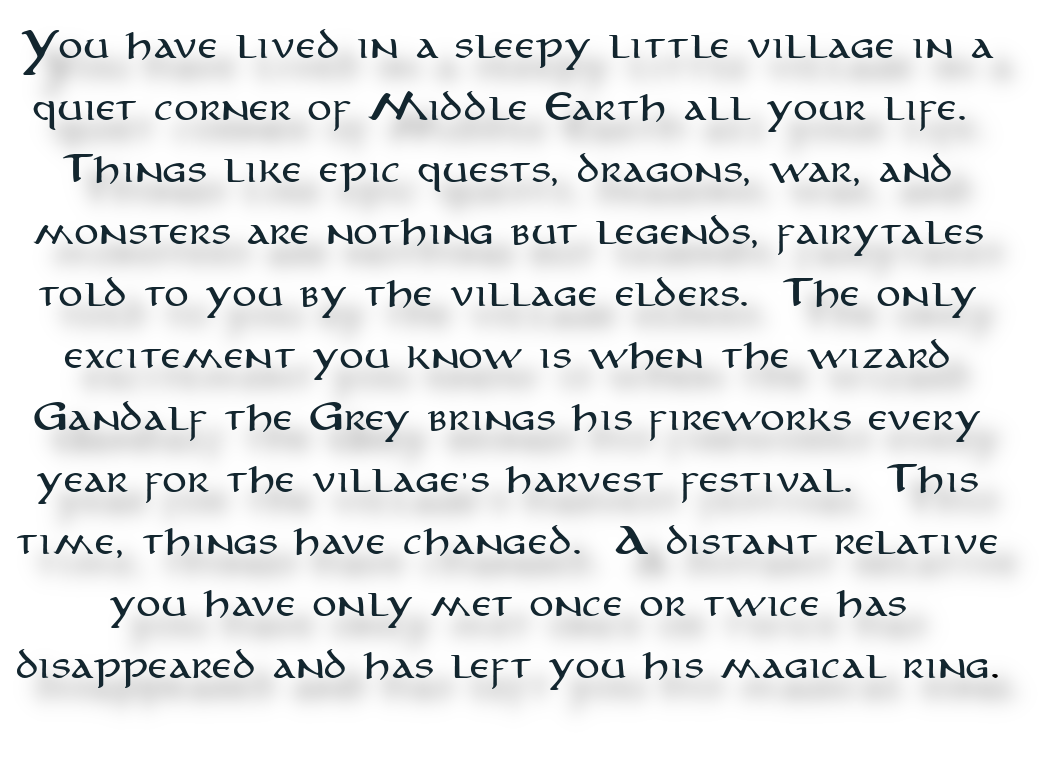 You have lived in a sleepy little village in a
quiet corner of Middle Earth all your life.
Things like epic quests, dragons, war, and
monsters are nothing but legends, fairytales
told to you by the village elders.  The only
excitement you know is when the wizard
Gandalf the Grey brings his fireworks every
year for the village's harvest festival.  This
time, things have changed.  A distant relative
you have only met once or twice has
disappeared and has left you his magical ring.